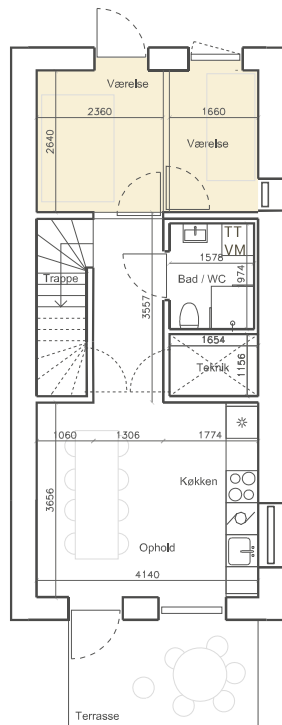 Værelse
2360
1660
2640
Værelse
TT
VM
1578
974
Trappe
Bad / WC
3557
1654
Teknik
1156
1060
1306
1774
3656
Køkken
Ophold
4140
Terrasse